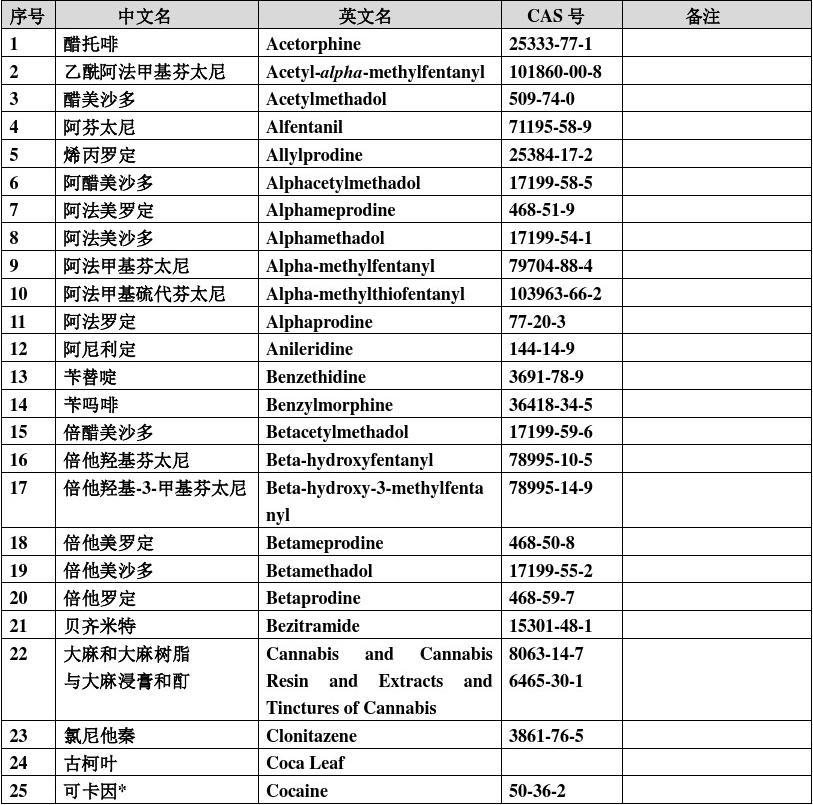 序号 中文名 英文名 CAS 号 备注
1 醋托啡 Acetorphine 25333-77-1
2 乙酰阿法甲基芬太尼 Acetyl-alpha-methylfentanyl 101860-00-8
3 醋美沙多 Acetylmethadol 509-74-0
4 阿芬太尼 Alfentanil 71195-58-9
5 烯丙罗定 Allylprodine 25384-17-2
6 阿醋美沙多 Alphacetylmethadol 17199-58-5
7 阿法美罗定 Alphameprodine 468-51-9
8 阿法美沙多 Alphamethadol 17199-54-1
9 阿法甲基芬太尼 Alpha-methylfentanyl 79704-88-4
10 阿法甲基硫代芬太尼 Alpha-methylthiofentanyl 103963-66-2
11 阿法罗定 Alphaprodine 77-20-3
12 阿尼利定 Anileridine 144-14-9
13 苄替啶 Benzethidine 3691-78-9
14 苄吗啡 Benzylmorphine 36418-34-5
15 倍醋美沙多 Betacetylmethadol 17199-59-6
16 倍他羟基芬太尼 Beta-hydroxyfentanyl 78995-10-5
17 倍他羟基-3-甲基芬太尼 Beta-hydroxy-3-methylfenta 78995-14-9
nyl
18 倍他美罗定 Betameprodine 468-50-8
19 倍他美沙多 Betamethadol 17199-55-2
20 倍他罗定 Betaprodine 468-59-7
21 贝齐米特 Bezitramide 15301-48-1
22 大麻和大麻树脂 Cannabis and Cannabis 8063-14-7
与大麻浸膏和酊 Resin and Extracts and 6465-30-1
Tinctures of Cannabis
23 氯尼他秦 Clonitazene 3861-76-5
24 古柯叶 Coca Leaf
25 可卡因* Cocaine 50-36-2